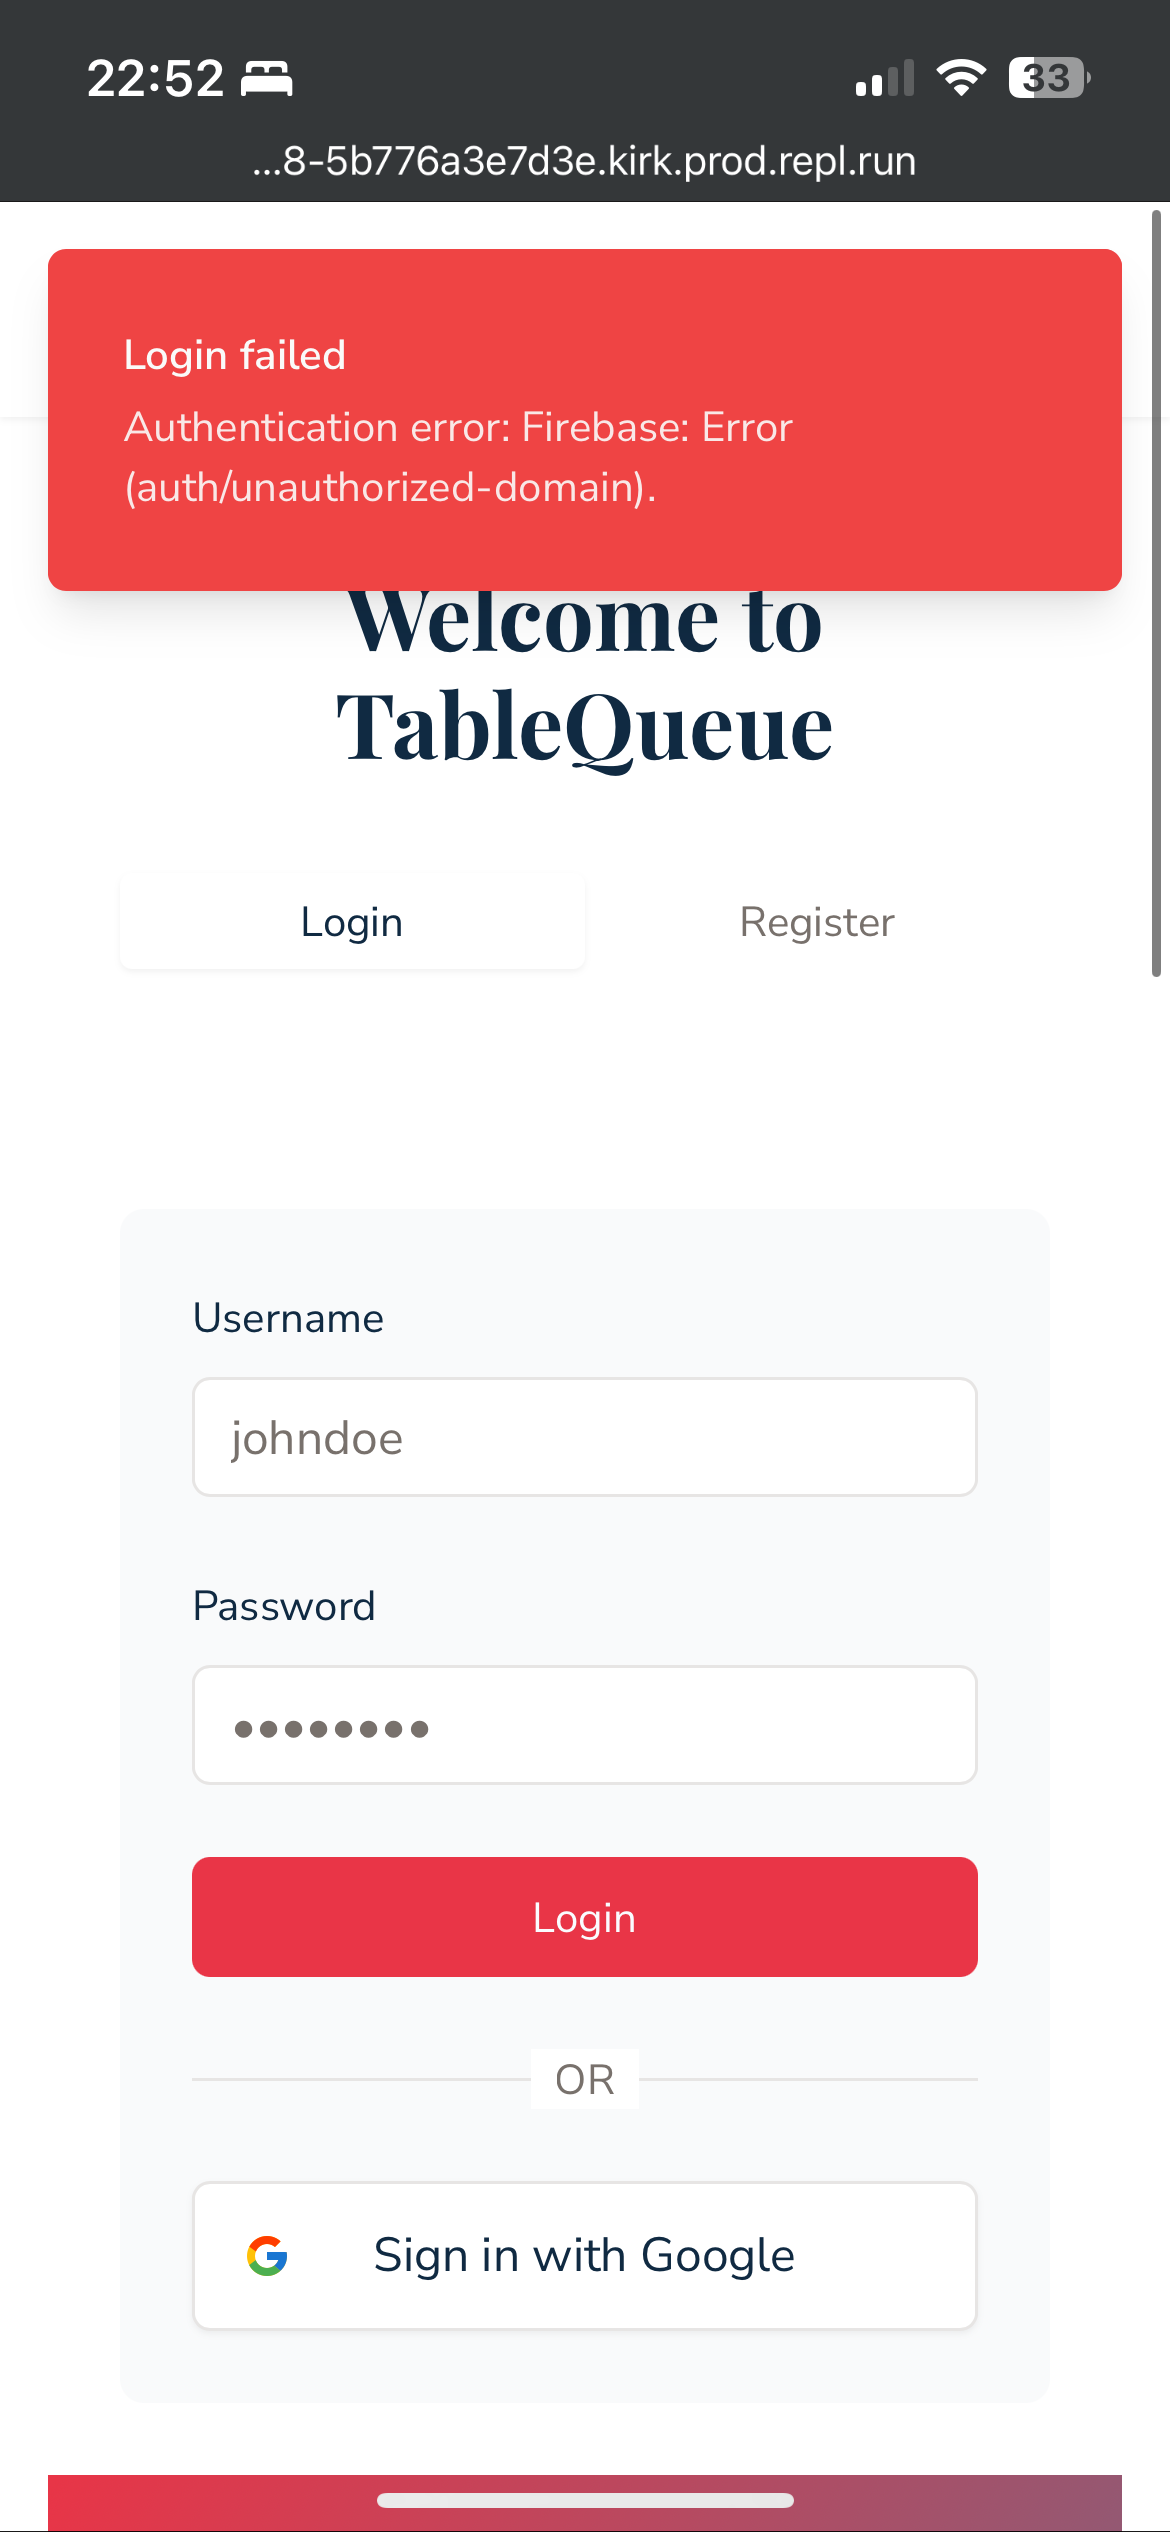 22:52
33
...8-5b776a3e7d3e.kirk.prod.repl.run
Login failed
Authentication error: Firebase: Error
(auth/unauthorized-domain).
Welcome to
TableQueue
Login
Register
Username
johndoe
Password
••••••••
Login
OR
Sign in with Google